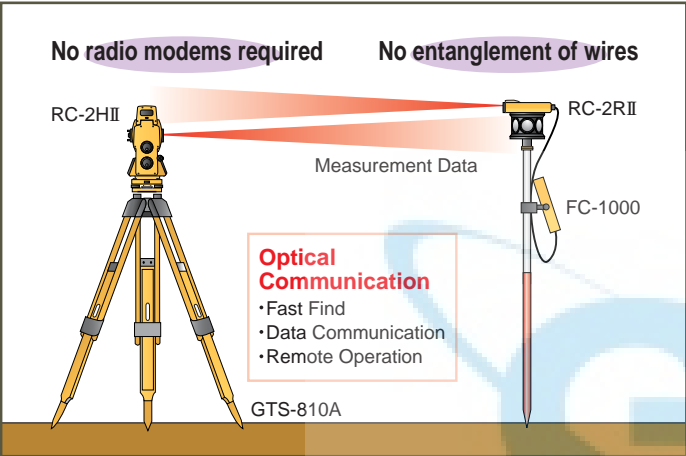 No radio modems required
No entanglement of wires
RC-2HⅡ
RC-2RⅡ
Measurement Data
FC-1000
Optical
Communication
・Fast Find
・Data Communication
・Remote Operation
GTS-810A